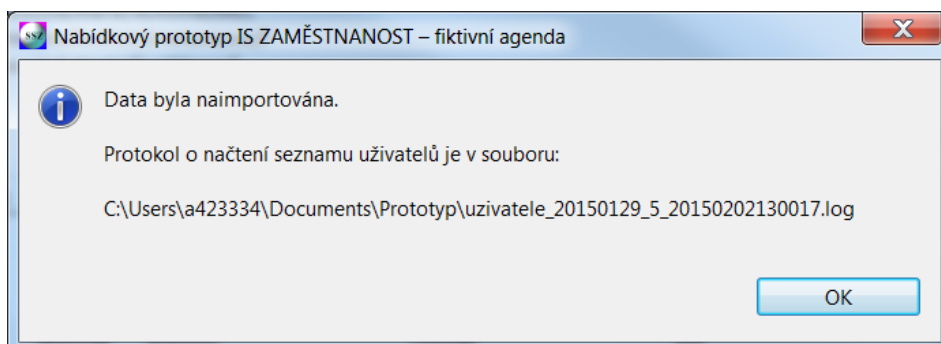 SSZ Nabídkový prototyp IS ZAMĚSTNANOST – fiktivní agenda
Data byla naimportována.
Protokol o načtení seznamu uživatelů je v souboru:
C:\Users\a423334\Documents\Prototyp\uzivatele_20150129_5_20150202130017.log
OK